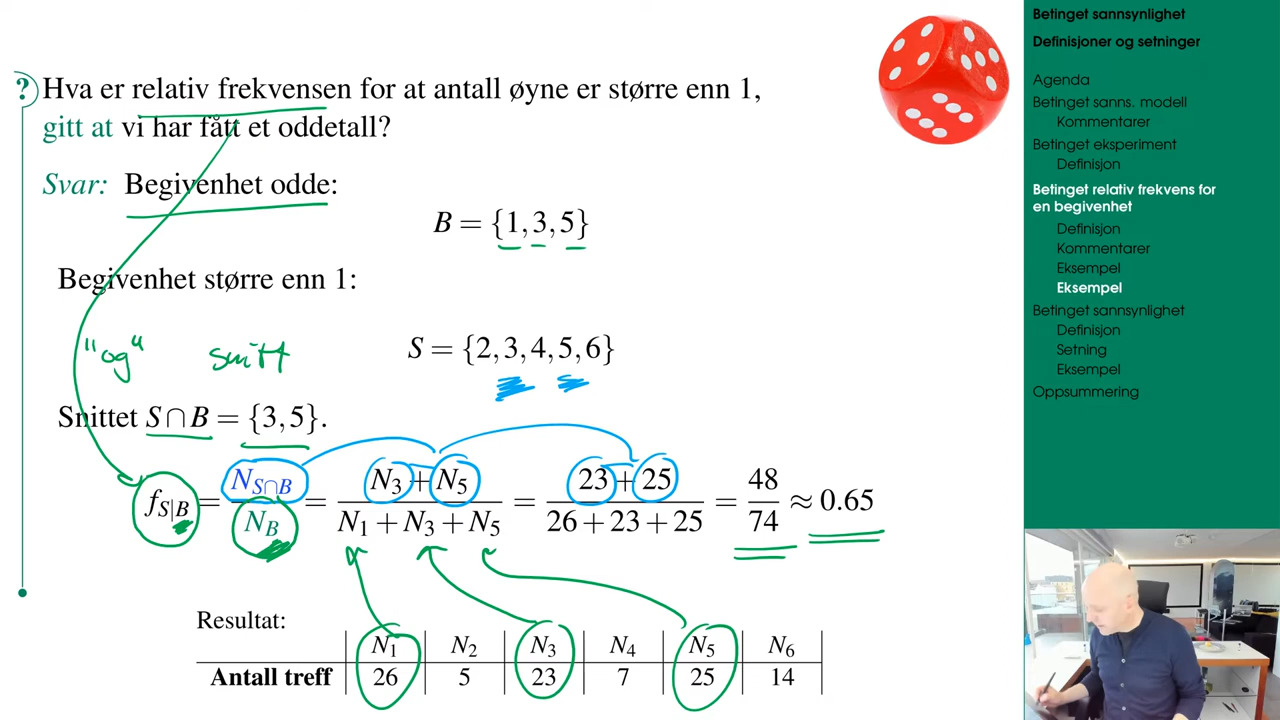 ? Hva er relativ frekvensen for at antall øyne er større enn 1,
gitt at vi har fått et oddetall?
Svar: Begivenhet odde:
B = {1, 3, 5}
Begivenhet større enn 1:
"og" snitt
S = {2, 3, 4, 5, 6}
Snittet S ∩ B = {3, 5}.
f_{S|B} = N_{S∩B} / N_B = (N_3 + N_5) / (N_1 + N_3 + N_5) = (23 + 25) / (26 + 23 + 25) = 48 / 74 ≈ 0.65
Resultat:
N_1 N_2 N_3 N_4 N_5 N_6
Antall treff 26 5 23 7 25 14
Betinget sannsynlighet
Definisjoner og setninger
Agenda
Betinget sanns. modell
Kommentarer
Betinget eksperiment
Definisjon
Betinget relativ frekvens for
en begivenhet
Definisjon
Kommentarer
Eksempel
Eksempel
Betinget sannsynlighet
Definisjon
Setning
Eksempel
Oppsummering